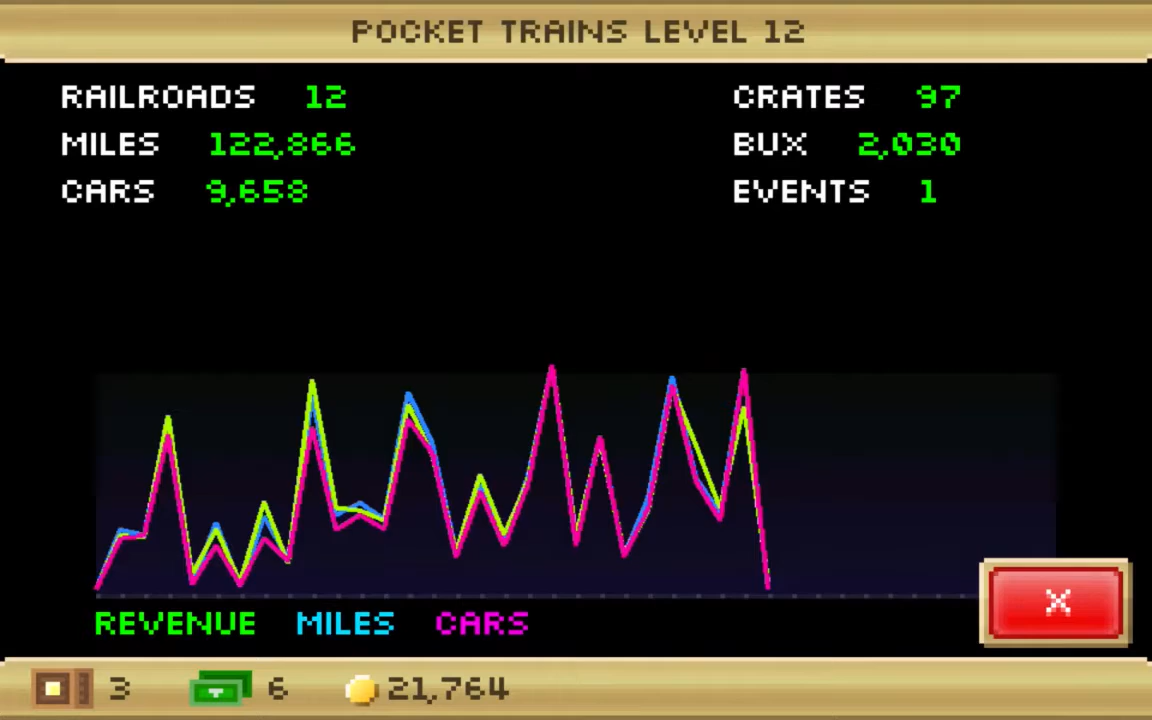 POCKET TRAINS LEVEL 12
RAILROADS 12
CRATES 97
MILES 122,866
BUX 2,030
CARS 9,658
EVENTS 1
REVENUE MILES CARS
X
3 6 21,764